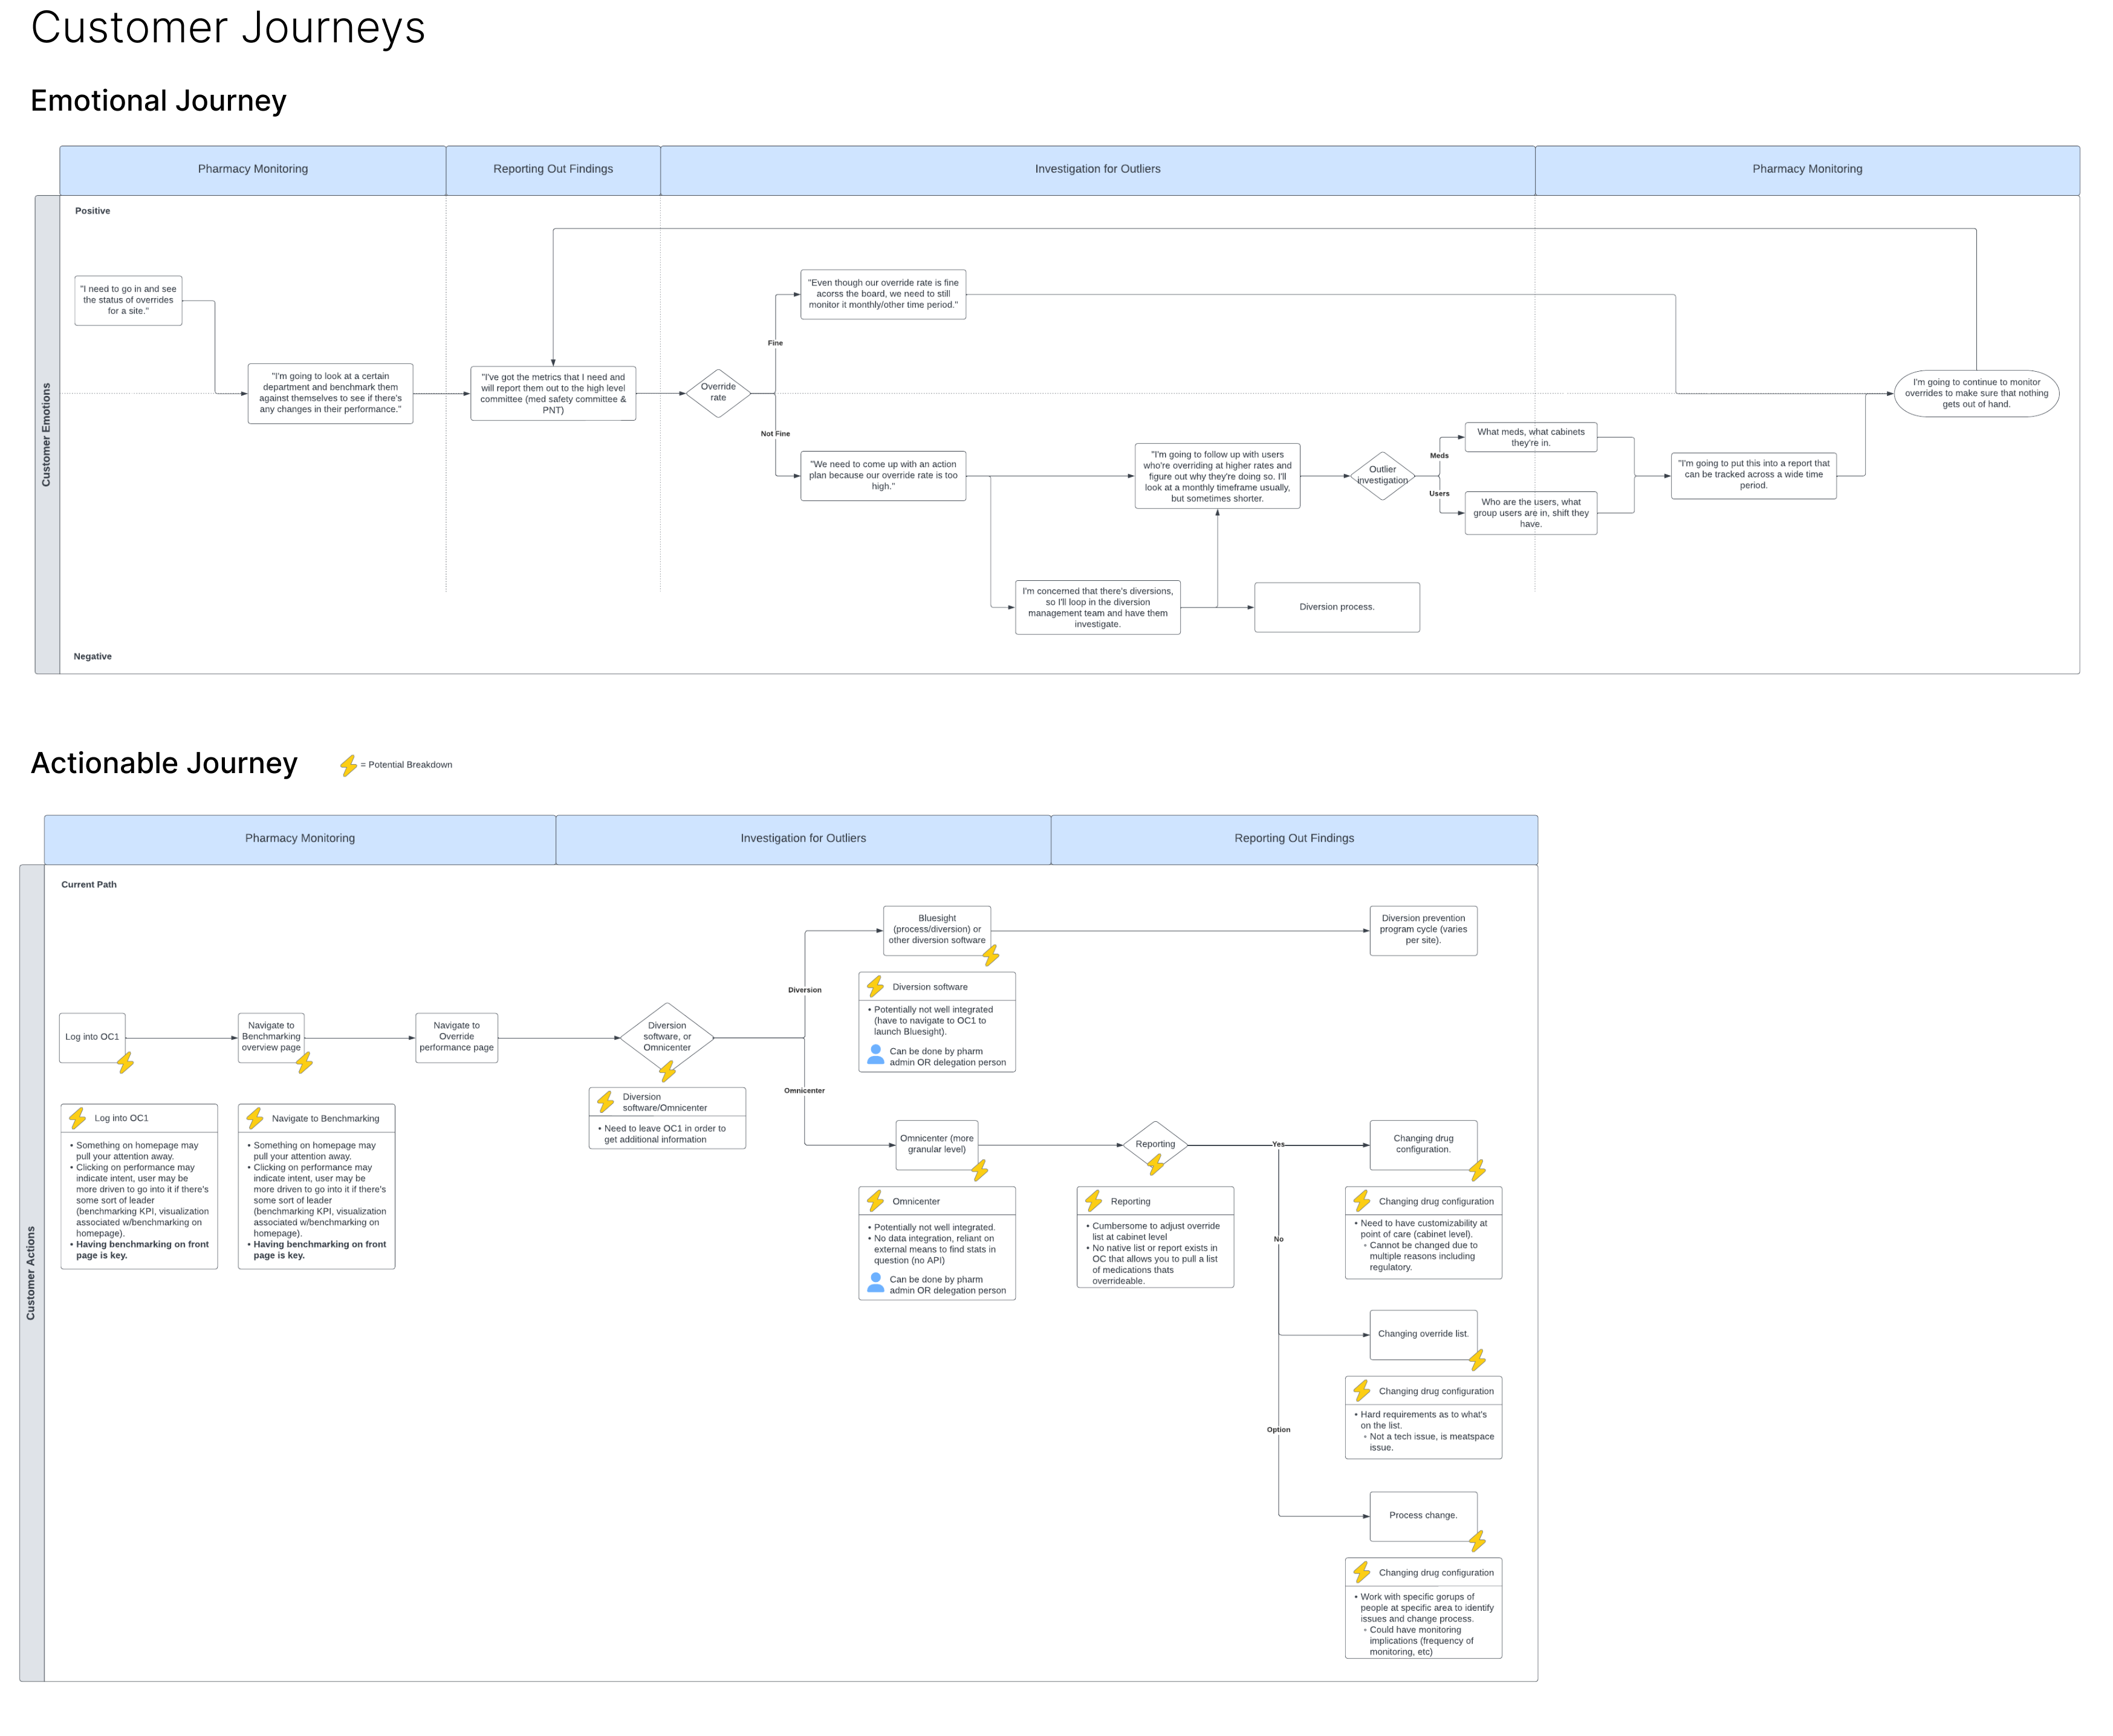 Customer Journeys
Emotional Journey
Pharmacy Monitoring
Reporting Out Findings
Investigation for Outliers
Pharmacy Monitoring
Customer Emotions
Positive
"I need to go in and see
the status of overrides
for a site."
"I'm going to look at a certain
department and benchmark them
against themselves to see if there's
any changes in their performance."
"I've got the metrics that I need and
will report them out to the high level
committee (med safety committee &
PNT)
Override
rate
Fine
"Even though our override rate is fine
acorss the board, we need to still
monitor it monthly/other time period."
Not Fine
"We need to come up with an action
plan because our override rate is too
high."
I'm concerned that there's diversions,
so I'll loop in the diversion
management team and have them
investigate.
Diversion process.
"I'm going to follow up with users
who're overriding at higher rates and
figure out why they're doing so. I'll
look at a monthly timeframe usually,
but sometimes shorter.
Outlier
investigation
Meds
What meds, what cabinets
they're in.
Users
Who are the users, what
group users are in, shift they
have.
"I'm going to put this into a report that
can be tracked across a wide time
period.
I'm going to continue to monitor
overrides to make sure that nothing
gets out of hand.
Negative
Actionable Journey
= Potential Breakdown
Pharmacy Monitoring
Investigation for Outliers
Reporting Out Findings
Customer Actions
Current Path
Log into OC1
Navigate to
Benchmarking
overview page
Navigate to
Override
performance page
Diversion
software, or
Omnicenter
Diversion
Bluesight
(process/diversion) or
other diversion software
Diversion prevention
program cycle (varies
per site).
Diversion software
• Potentially not well integrated
(have to navigate to OC1 to
launch Bluesight).
Can be done by pharm
admin OR delegation person
Log into OC1
• Something on homepage may
pull your attention away.
• Clicking on performance may
indicate intent, user may be
more driven to go into it if there's
some sort of leader
(benchmarking KPI, visualization
associated w/benchmarking on
homepage).
• Having benchmarking on front
page is key.
Navigate to Benchmarking
• Something on homepage may
pull your attention away.
• Clicking on performance may
indicate intent, user may be
more driven to go into it if there's
some sort of leader
(benchmarking KPI, visualization
associated w/benchmarking on
homepage).
• Having benchmarking on front
page is key.
Diversion
software/Omnicenter
• Need to leave OC1 in order to
get additional information
Omnicenter
Omnicenter (more
granular level)
Omnicenter
• Potentially not well integrated.
• No data integration, reliant on
external means to find stats in
question (no API)
Can be done by pharm
admin OR delegation person
Reporting
Reporting
• Cumbersome to adjust override
list at cabinet level
• No native list or report exists in
OC that allows you to pull a list
of medications thats
overrideable.
Yes
Changing drug
configuration.
Changing drug configuration
• Need to have customizability at
point of care (cabinet level).
◦ Cannot be changed due to
multiple reasons including
regulatory.
No
Changing override list.
Changing drug configuration
• Hard requirements as to what's
on the list.
◦ Not a tech issue, is meatspace
issue.
Option
Process change.
Changing drug configuration
• Work with specific gorups of
people at specific area to identify
issues and change process.
◦ Could have monitoring
implications (frequency of
monitoring, etc)